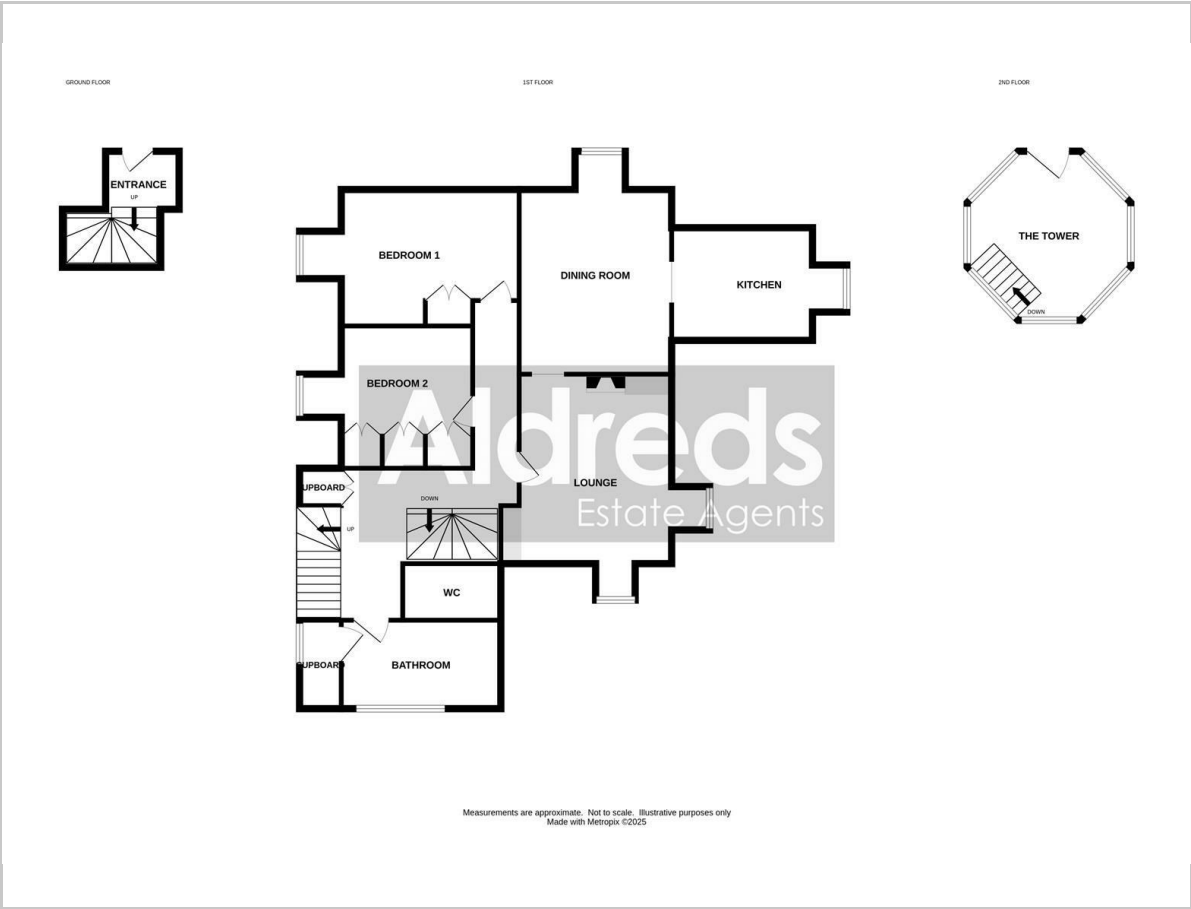 GROUND FLOOR
1ST FLOOR
2ND FLOOR
ENTRANCE
UP
BEDROOM 1
DINING ROOM
KITCHEN
THE TOWER
DOWN
BEDROOM 2
Aldreds
Estate Agents
LOUNGE
UPBOARD
DOWN
UP
WC
CUPBOARD
BATHROOM
Measurements are approximate. Not to scale. Illustrative purposes only
Made with Metropix ©2025